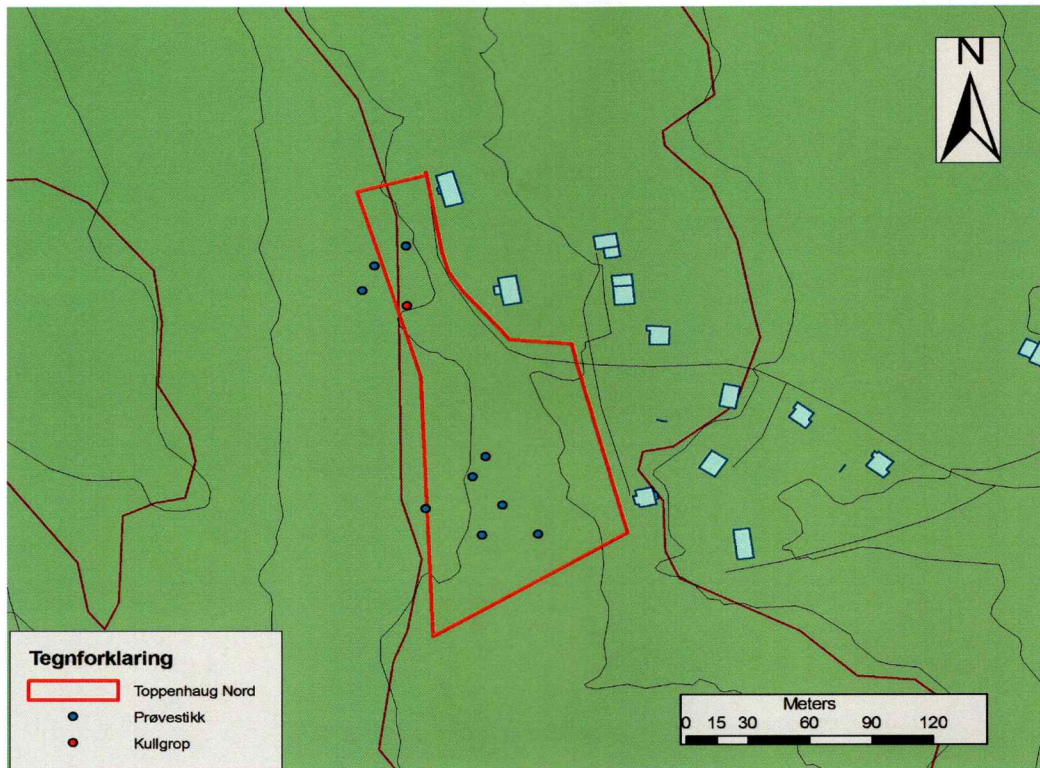 N
Tegnforklaring
Toppenhaug Nord
Prøvestikk
Kullgrop
Meters
0 15 30 60 90 120